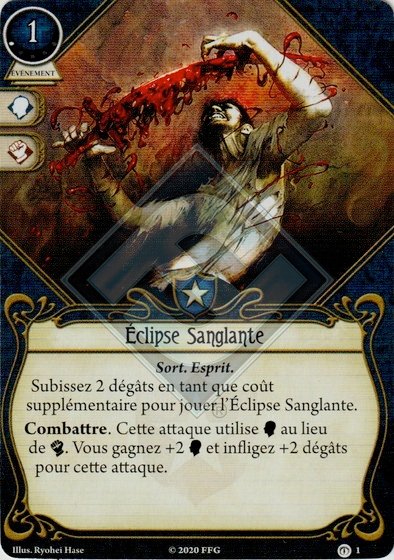 1
ÉVÉNEMENT
Éclipse Sanglante
Sort. Esprit.
Subissez 2 dégâts en tant que coût
supplémentaire pour jouer l'Éclipse Sanglante.
Combattre. Cette attaque utilise au lieu
de . Vous gagnez +2 et infligez +2 dégâts
pour cette attaque.
Illus. Ryohei Hase © 2020 FFG 1